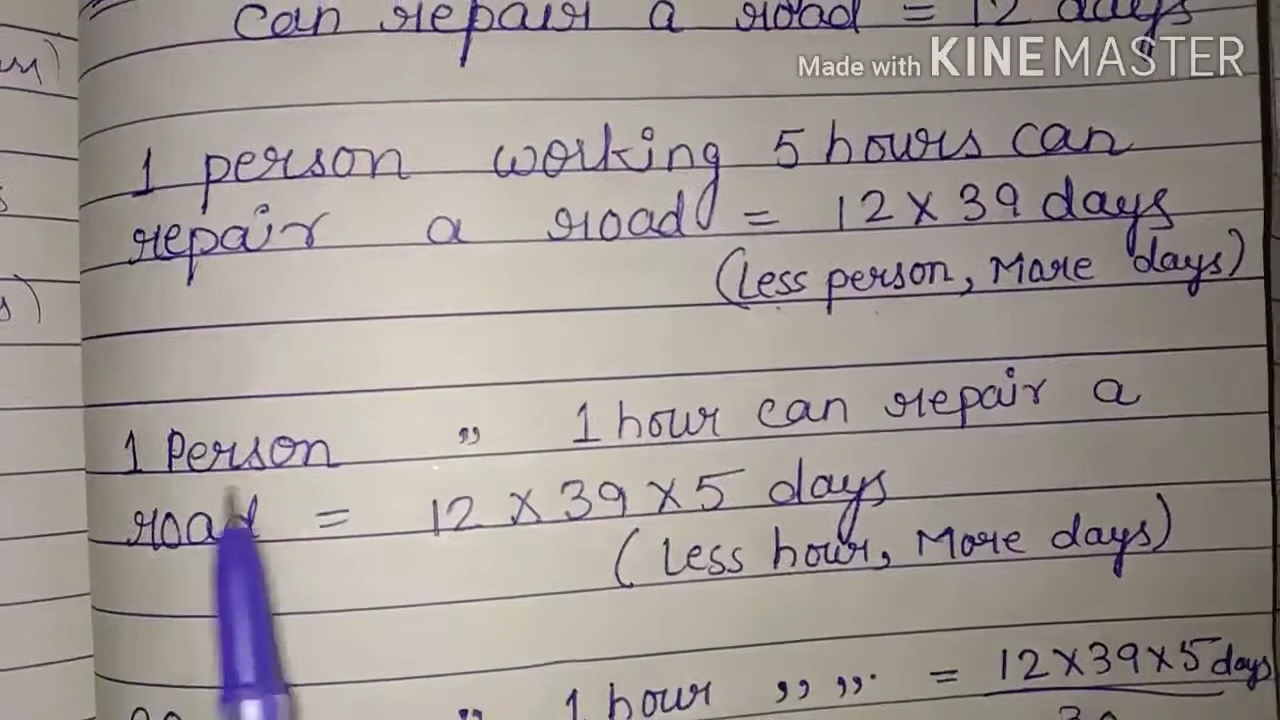 can repair a road = 12 days
Made with KINEMASTER
1 person working 5 hours can
repair a road = 12 x 39 days
(Less person, More days)
1 Person " 1 hour can repair a
road = 12 x 39 x 5 days
(Less hour, More days)
" 1 hour " " . = 12x39x5 days